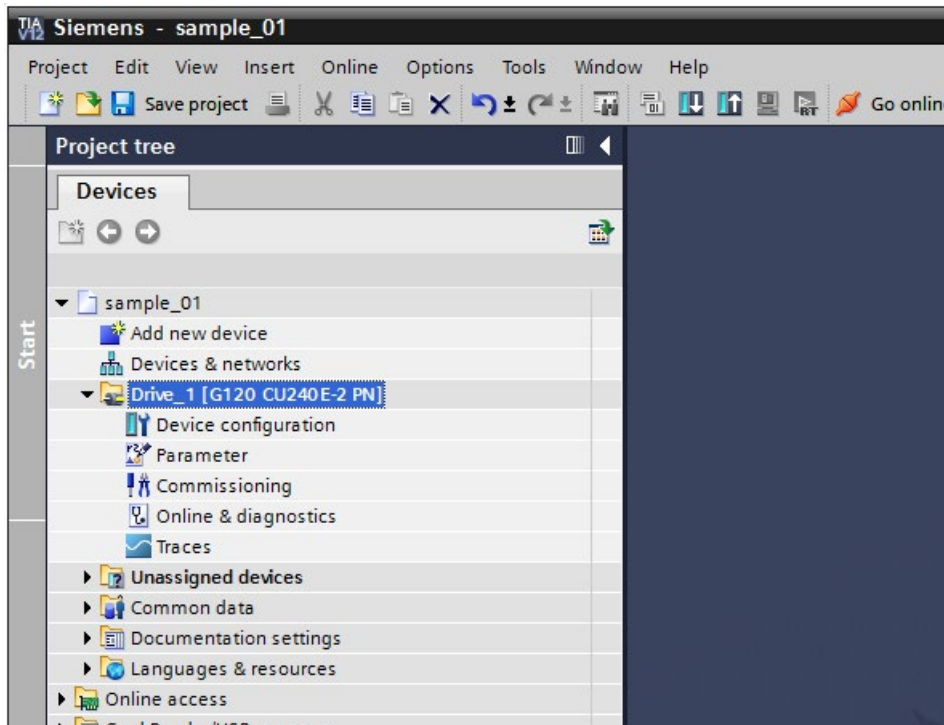 TIA V12 Siemens - sample_01
Project Edit View Insert Online Options Tools Window Help
Save project Go onlin
Project tree
Devices
Start
sample_01
Add new device
Devices & networks
Drive_1 [G120 CU240E-2 PN]
Device configuration
Parameter
Commissioning
Online & diagnostics
Traces
Unassigned devices
Common data
Documentation settings
Languages & resources
Online access